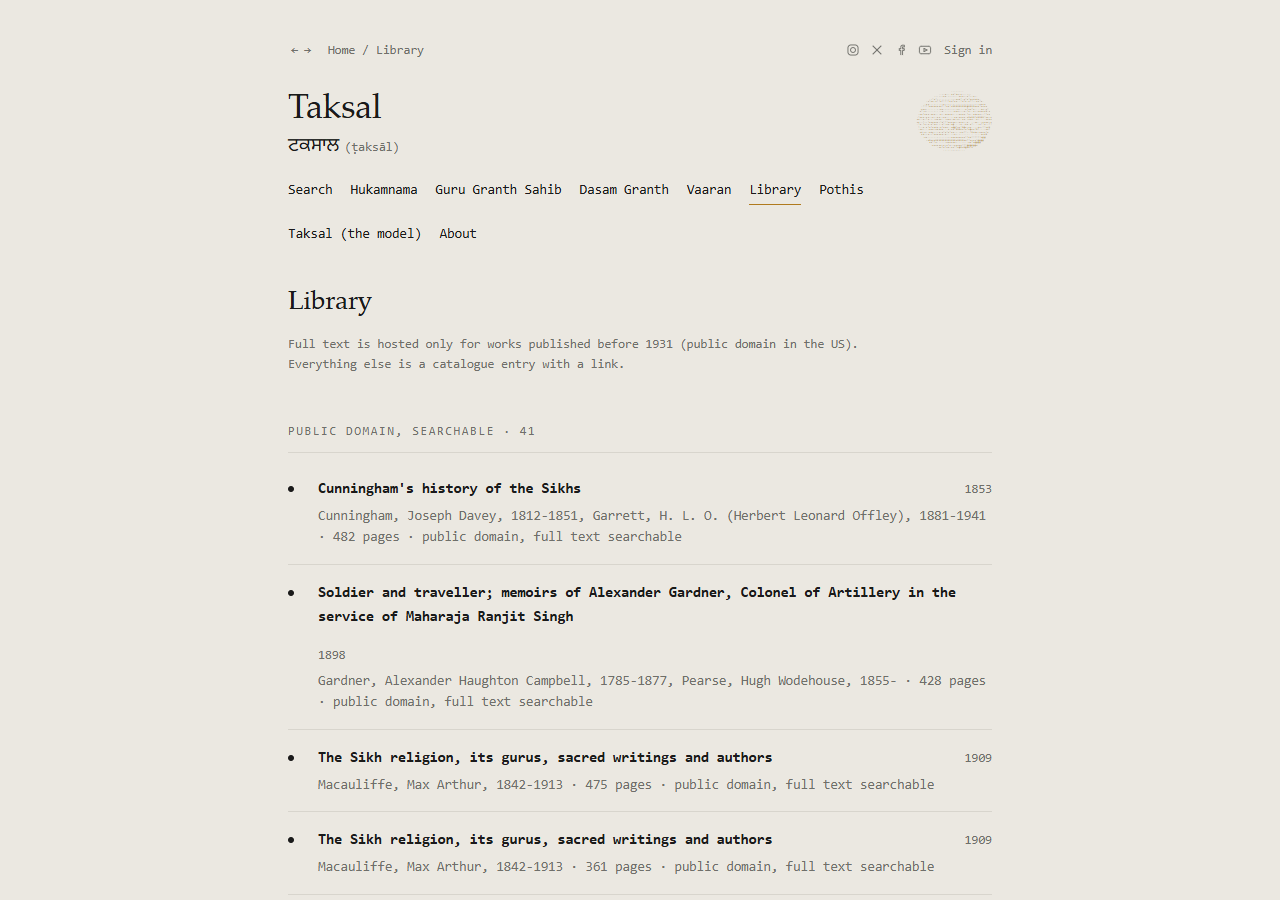 ← → Home / Library Sign in
Taksal
ਟਕਸਾਲ (ṭaksāl)
Search Hukamnama Guru Granth Sahib Dasam Granth Vaaran Library Pothis
Taksal (the model) About
Library
Full text is hosted only for works published before 1931 (public domain in the US).
Everything else is a catalogue entry with a link.
PUBLIC DOMAIN, SEARCHABLE · 41
Cunningham's history of the Sikhs 1853
Cunningham, Joseph Davey, 1812-1851, Garrett, H. L. O. (Herbert Leonard Offley), 1881-1941
· 482 pages · public domain, full text searchable
Soldier and traveller; memoirs of Alexander Gardner, Colonel of Artillery in the
service of Maharaja Ranjit Singh
1898
Gardner, Alexander Haughton Campbell, 1785-1877, Pearse, Hugh Wodehouse, 1855- · 428 pages
· public domain, full text searchable
The Sikh religion, its gurus, sacred writings and authors 1909
Macauliffe, Max Arthur, 1842-1913 · 475 pages · public domain, full text searchable
The Sikh religion, its gurus, sacred writings and authors 1909
Macauliffe, Max Arthur, 1842-1913 · 361 pages · public domain, full text searchable